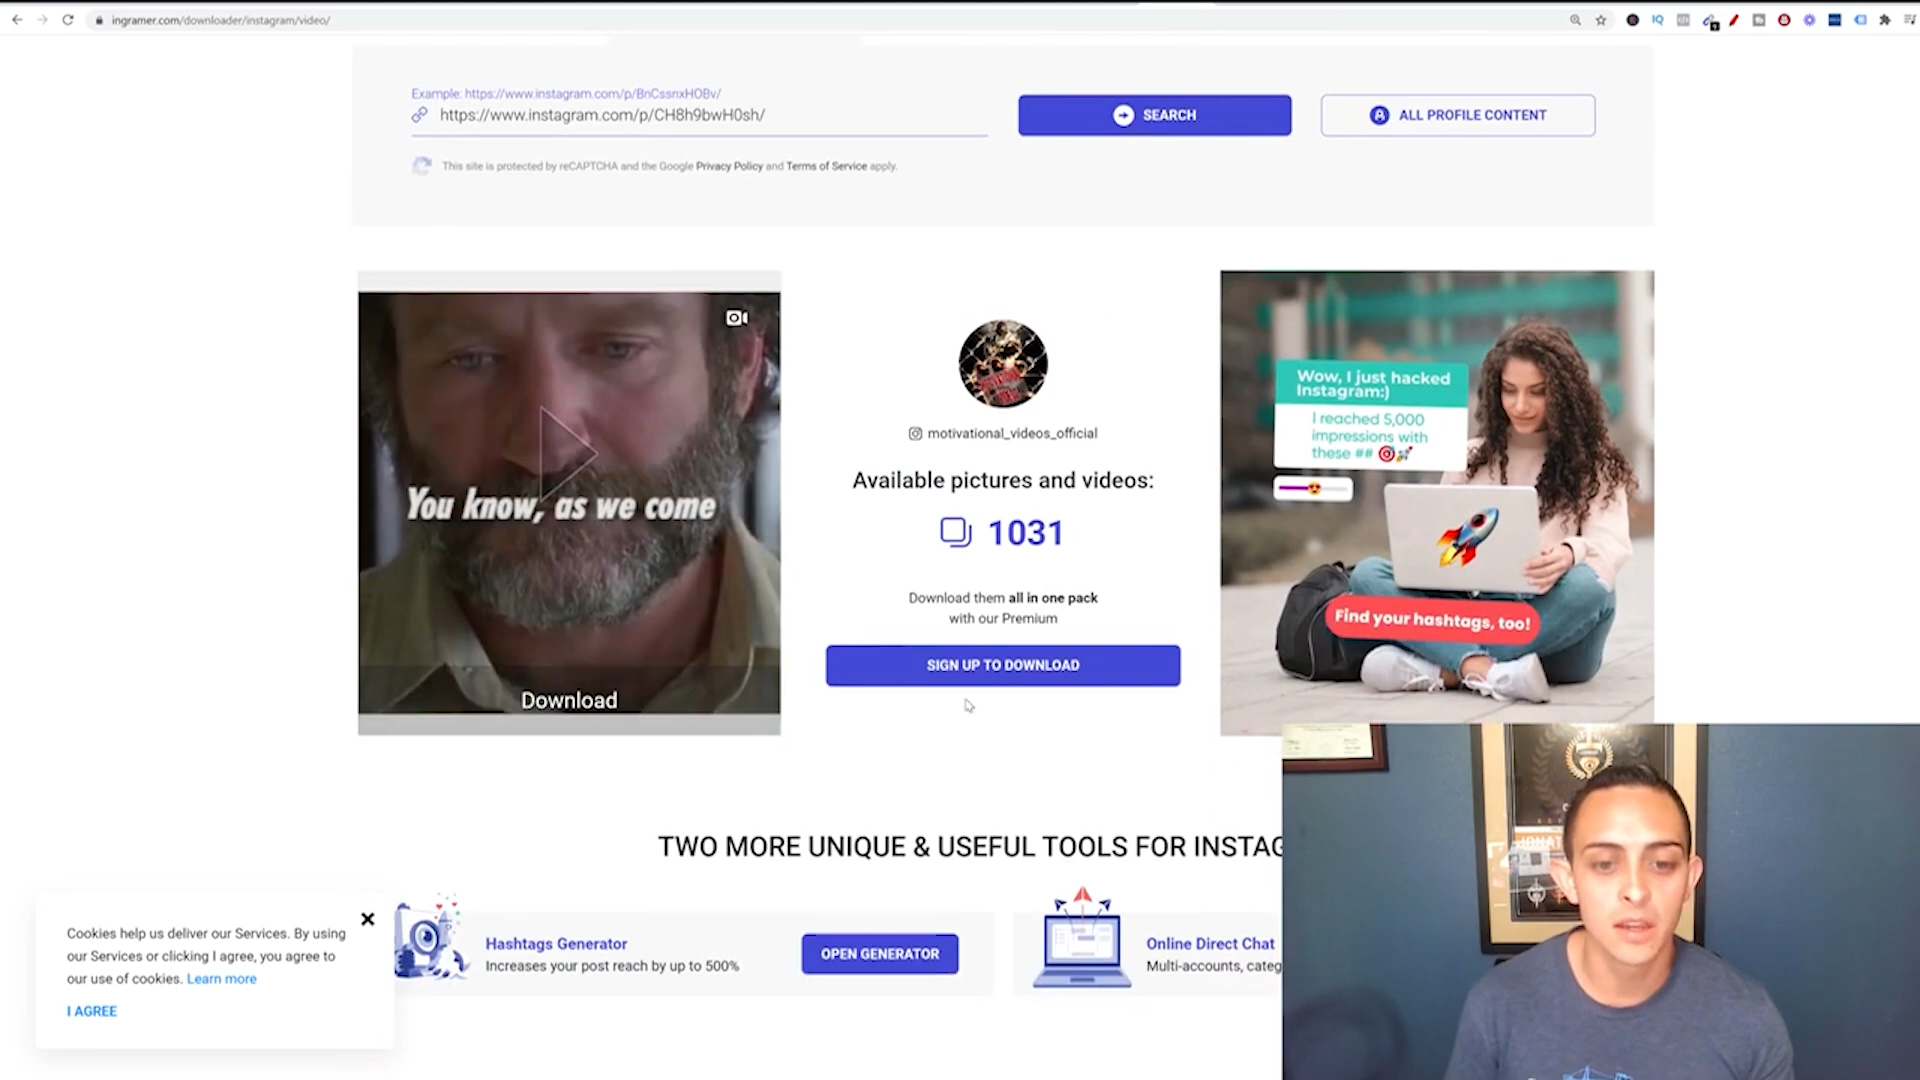 ingramer.com/downloader/instagram/video/
Example: https://www.instagram.com/p/BnCssnxHOBv/
https://www.instagram.com/p/CH8h9bwH0sh/
SEARCH
ALL PROFILE CONTENT
This site is protected by reCAPTCHA and the Google Privacy Policy and Terms of Service apply.
You know, as we come
Download
motivational_videos_official
Available pictures and videos:
1031
Download them all in one pack
with our Premium
SIGN UP TO DOWNLOAD
Wow, I just hacked
Instagram:)
I reached 5,000
impressions with
these ##
Find your hashtags, too!
TWO MORE UNIQUE & USEFUL TOOLS FOR INSTAG
Hashtags Generator
Increases your post reach by up to 500%
OPEN GENERATOR
Online Direct Chat
Multi-accounts, categ
Cookies help us deliver our Services. By using
our Services or clicking I agree, you agree to
our use of cookies. Learn more
I AGREE